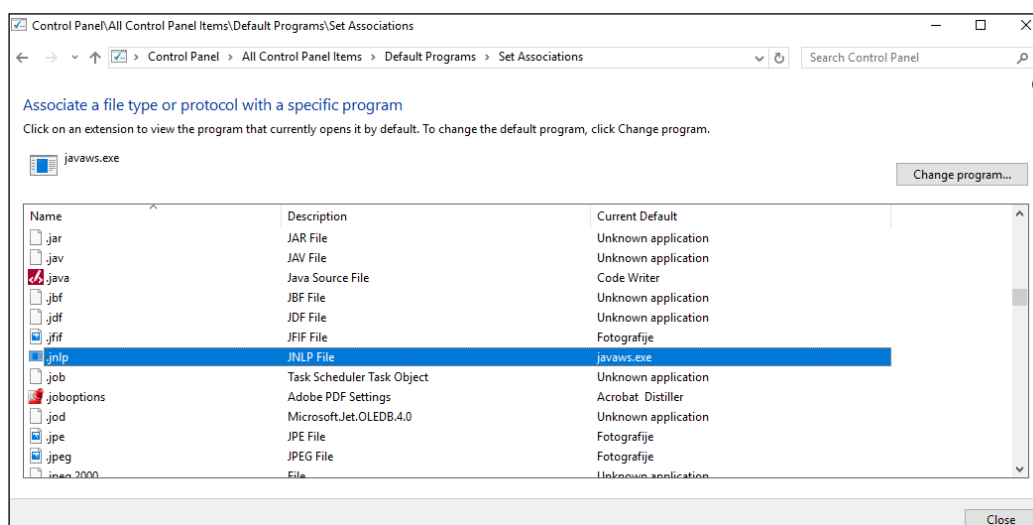 Control Panel\All Control Panel Items\Default Programs\Set Associations
Control Panel > All Control Panel Items > Default Programs > Set Associations Search Control Panel
Associate a file type or protocol with a specific program
Click on an extension to view the program that currently opens it by default. To change the default program, click Change program.
javaws.exe
Change program...
Name Description Current Default
.jar JAR File Unknown application
.jav JAV File Unknown application
.java Java Source File Code Writer
.jbf JBF File Unknown application
.jdf JDF File Unknown application
.jfif JFIF File Fotografije
.jnlp JNLP File javaws.exe
.job Task Scheduler Task Object Unknown application
.joboptions Adobe PDF Settings Acrobat Distiller
.jod Microsoft.Jet.OLEDB.4.0 Unknown application
.jpe JPE File Fotografije
.jpeg JPEG File Fotografije
.jpeg 2000 File Unknown application
Close